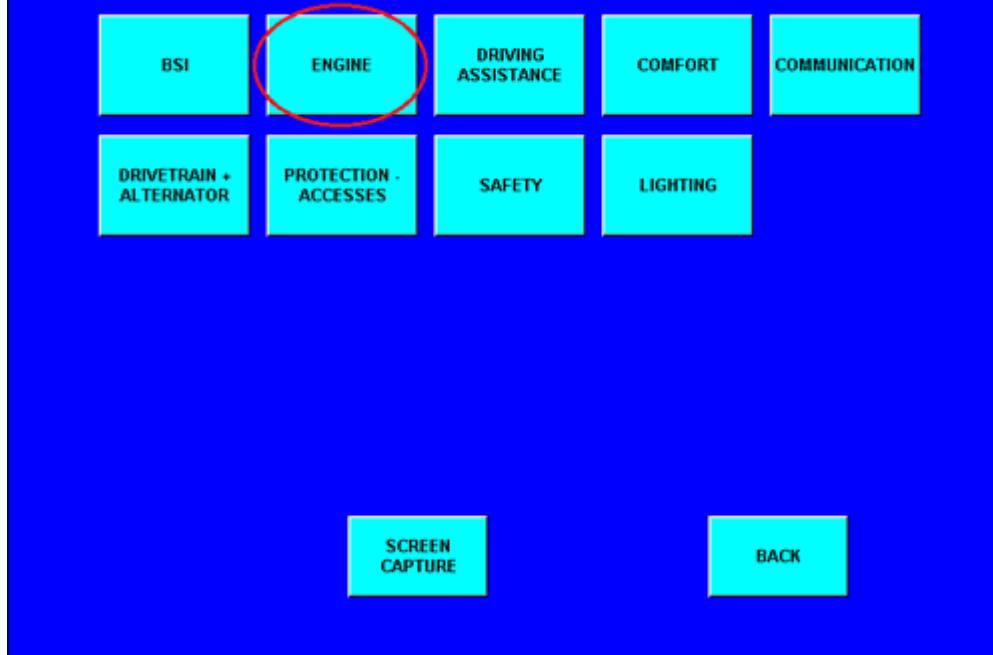 BSI
ENGINE
DRIVING
ASSISTANCE
COMFORT
COMMUNICATION
DRIVETRAIN +
ALTERNATOR
PROTECTION -
ACCESSES
SAFETY
LIGHTING
SCREEN
CAPTURE
BACK